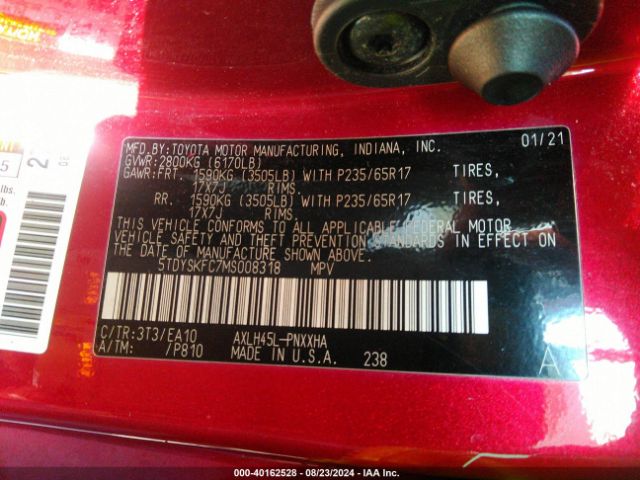 MFD.BY:TOYOTA MOTOR MANUFACTURING, INDIANA, INC. 01/21
GVWR:2800KG (6170LB)
GAWR:FRT. 1590KG (3505LB) WITH P235/65R17 TIRES,
17X7J RIMS.
RR. 1590KG (3505LB) WITH P235/65R17 TIRES,
17X7J RIMS.
THIS VEHICLE CONFORMS TO ALL APPLICABLE FEDERAL MOTOR
VEHICLE SAFETY AND THEFT PREVENTION STANDARDS IN EFFECT ON
THE DATE OF MANUFACTURE SHOWN ABOVE.
5TDYSKFC7MS008318 MPV
C/TR:3T3/EA10 AXLH45L-PNXXHA
A/TM: /P810 MADE IN U.S.A. 238
A
5
lbs.
000-40162528 - 08/23/2024 - IAA Inc.